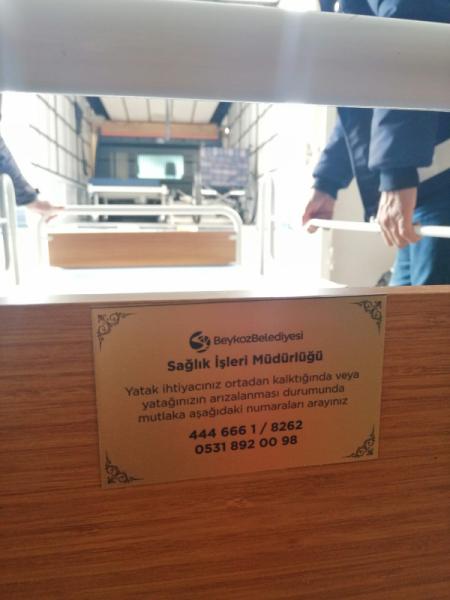 BeykozBelediyesi
Sağlık İşleri Müdürlüğü
Yatak ihtiyacınız ortadan kalktığında veya
yatağınızın arızalanması durumunda
mutlaka aşağıdaki numaraları arayınız
444 666 1 / 8262
0531 892 00 98